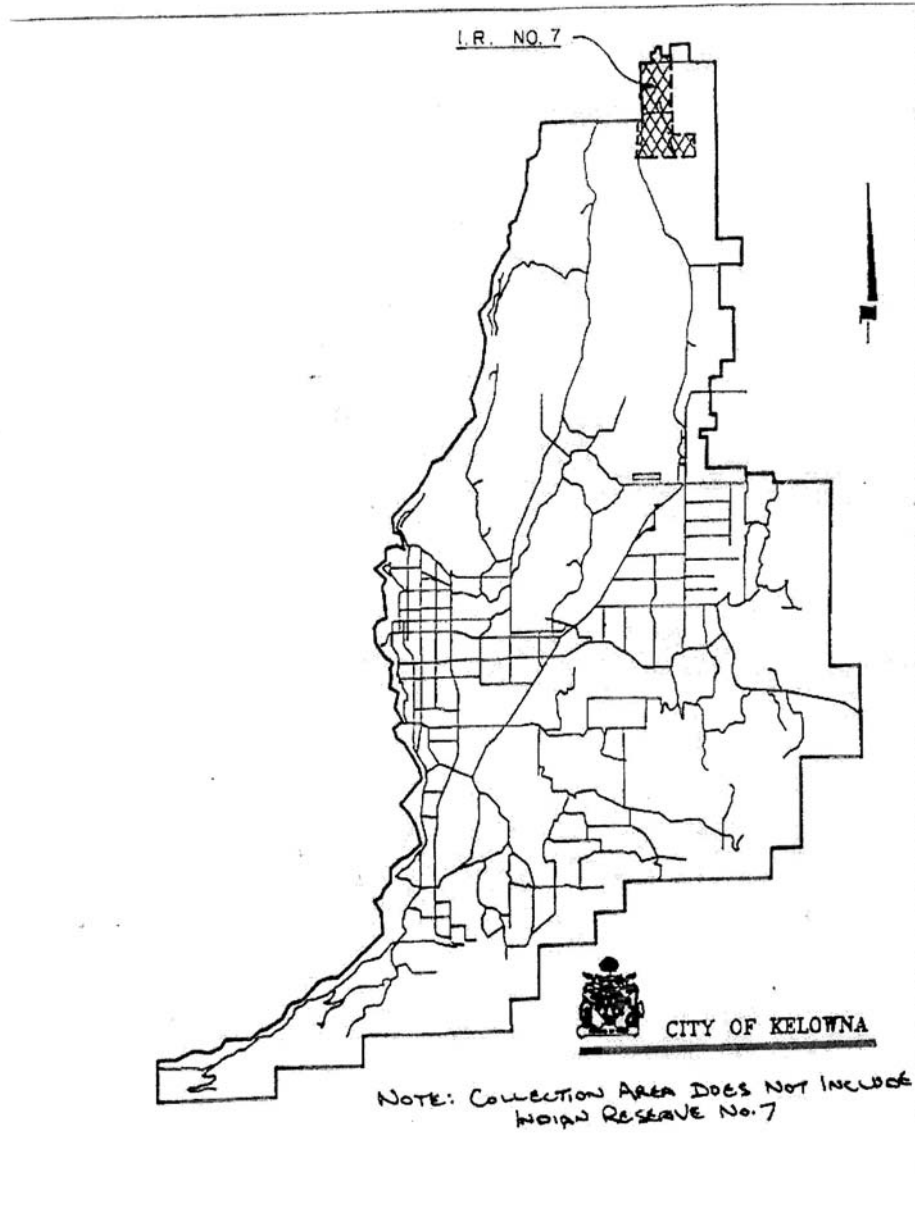 I.R. NO. 7
CITY OF KELOWNA
NOTE: COLLECTION AREA DOES NOT INCLUDE
INDIAN RESERVE NO. 7